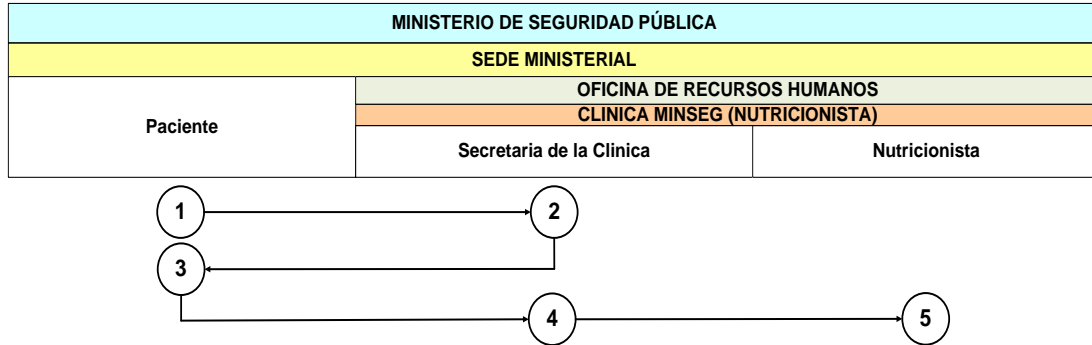 MINISTERIO DE SEGURIDAD PÚBLICA
SEDE MINISTERIAL
Paciente
OFICINA DE RECURSOS HUMANOS
CLINICA MINSEG (NUTRICIONISTA)
Secretaria de la Clinica
Nutricionista
1
2
3
4
5